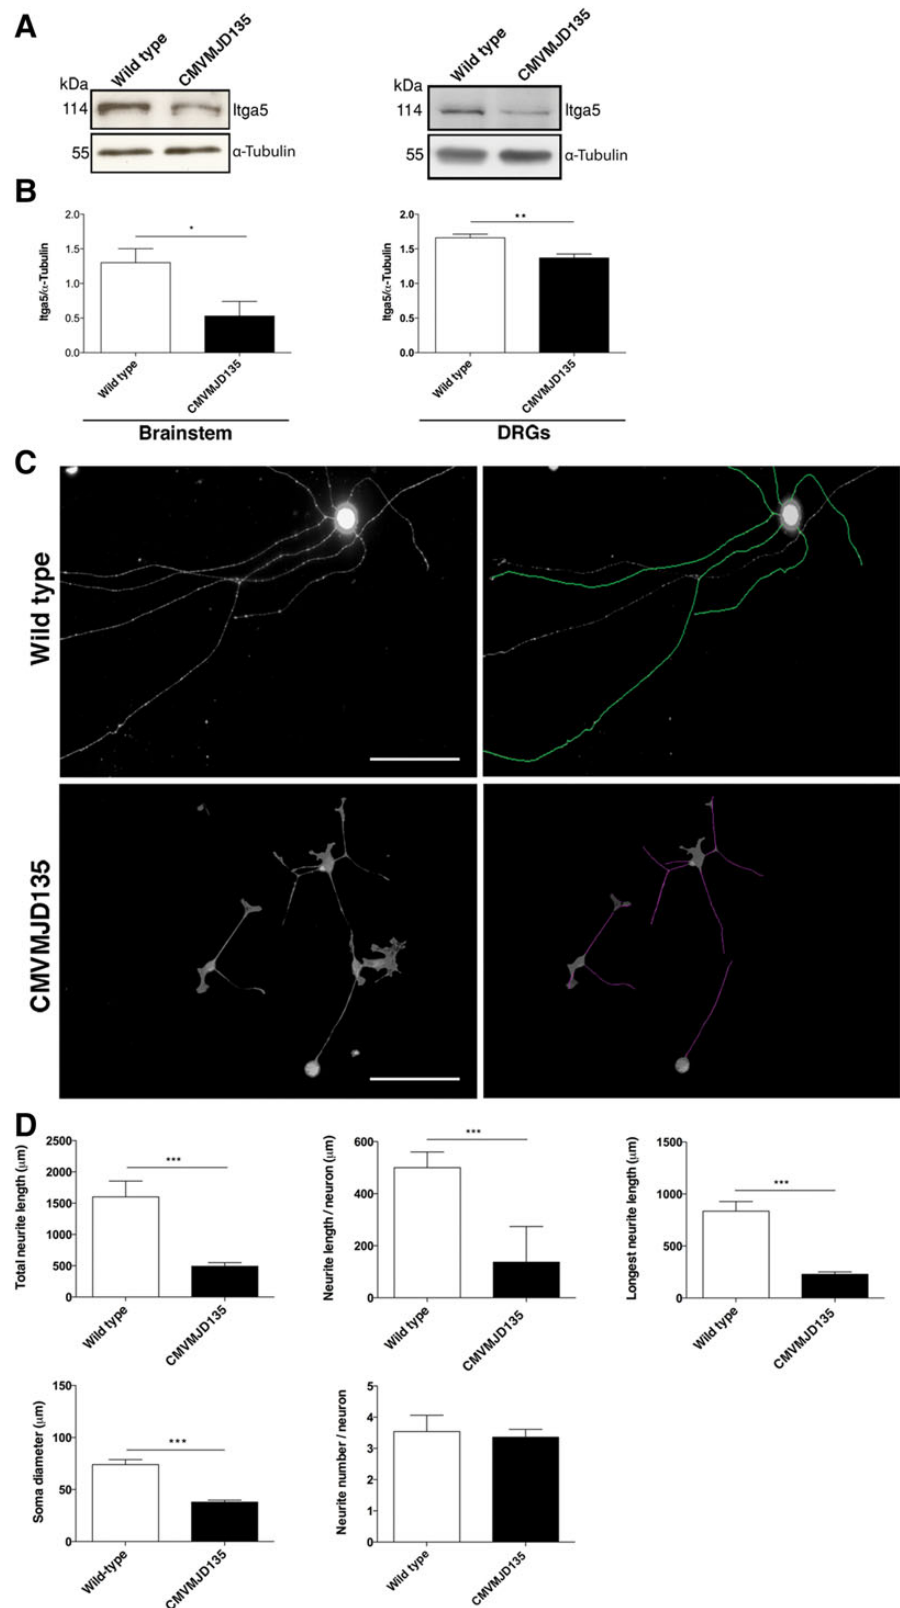 A
Wild type
CMVMJD135
kDa
114
Itga5
55
α-Tubulin
Wild type
CMVMJD135
114
Itga5
55
α-Tubulin
B
Itga5/α-Tubulin
2.0
1.5
1.0
0.5
0.0
*
Wild type
CMVMJD135
Brainstem
Itga5/α-Tubulin
2.0
1.5
1.0
0.5
0.0
**
Wild type
CMVMJD135
DRGs
C
Wild type
CMVMJD135
D
Total neurite length (μm)
2500
2000
1500
1000
500
0
***
Wild type
CMVMJD135
Neurite length / neuron (μm)
600
400
200
0
***
Wild type
CMVMJD135
Longest neurite length (μm)
1500
1000
500
0
***
Wild type
CMVMJD135
Soma diameter (μm)
150
100
50
0
***
Wild-type
CMVMJD135
Neurite number / neuron
5
4
3
2
1
0
Wild type
CMVMJD135